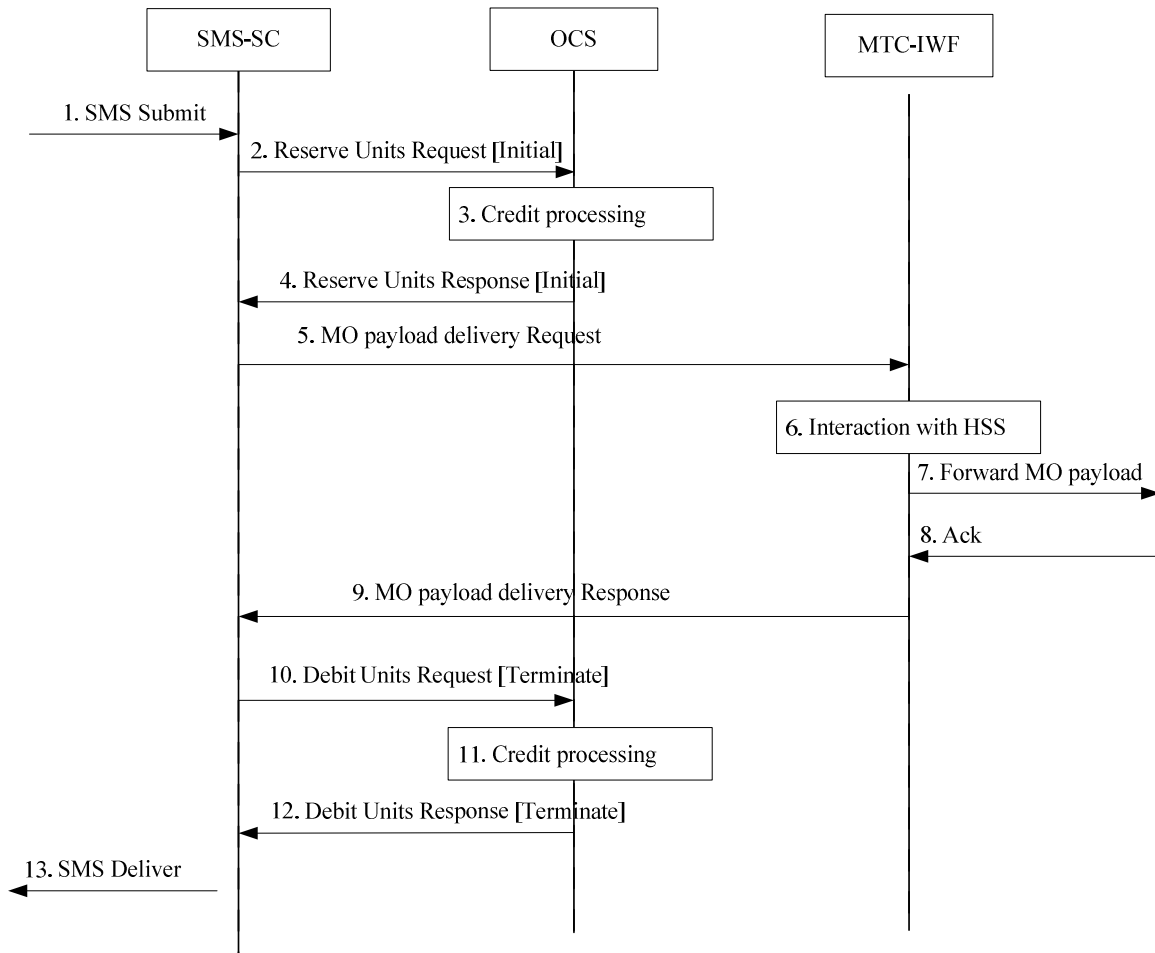 SMS-SC
OCS
MTC-IWF
1. SMS Submit
2. Reserve Units Request [Initial]
3. Credit processing
4. Reserve Units Response [Initial]
5. MO payload delivery Request
6. Interaction with HSS
7. Forward MO payload
8. Ack
9. MO payload delivery Response
10. Debit Units Request [Terminate]
11. Credit processing
12. Debit Units Response [Terminate]
13. SMS Deliver